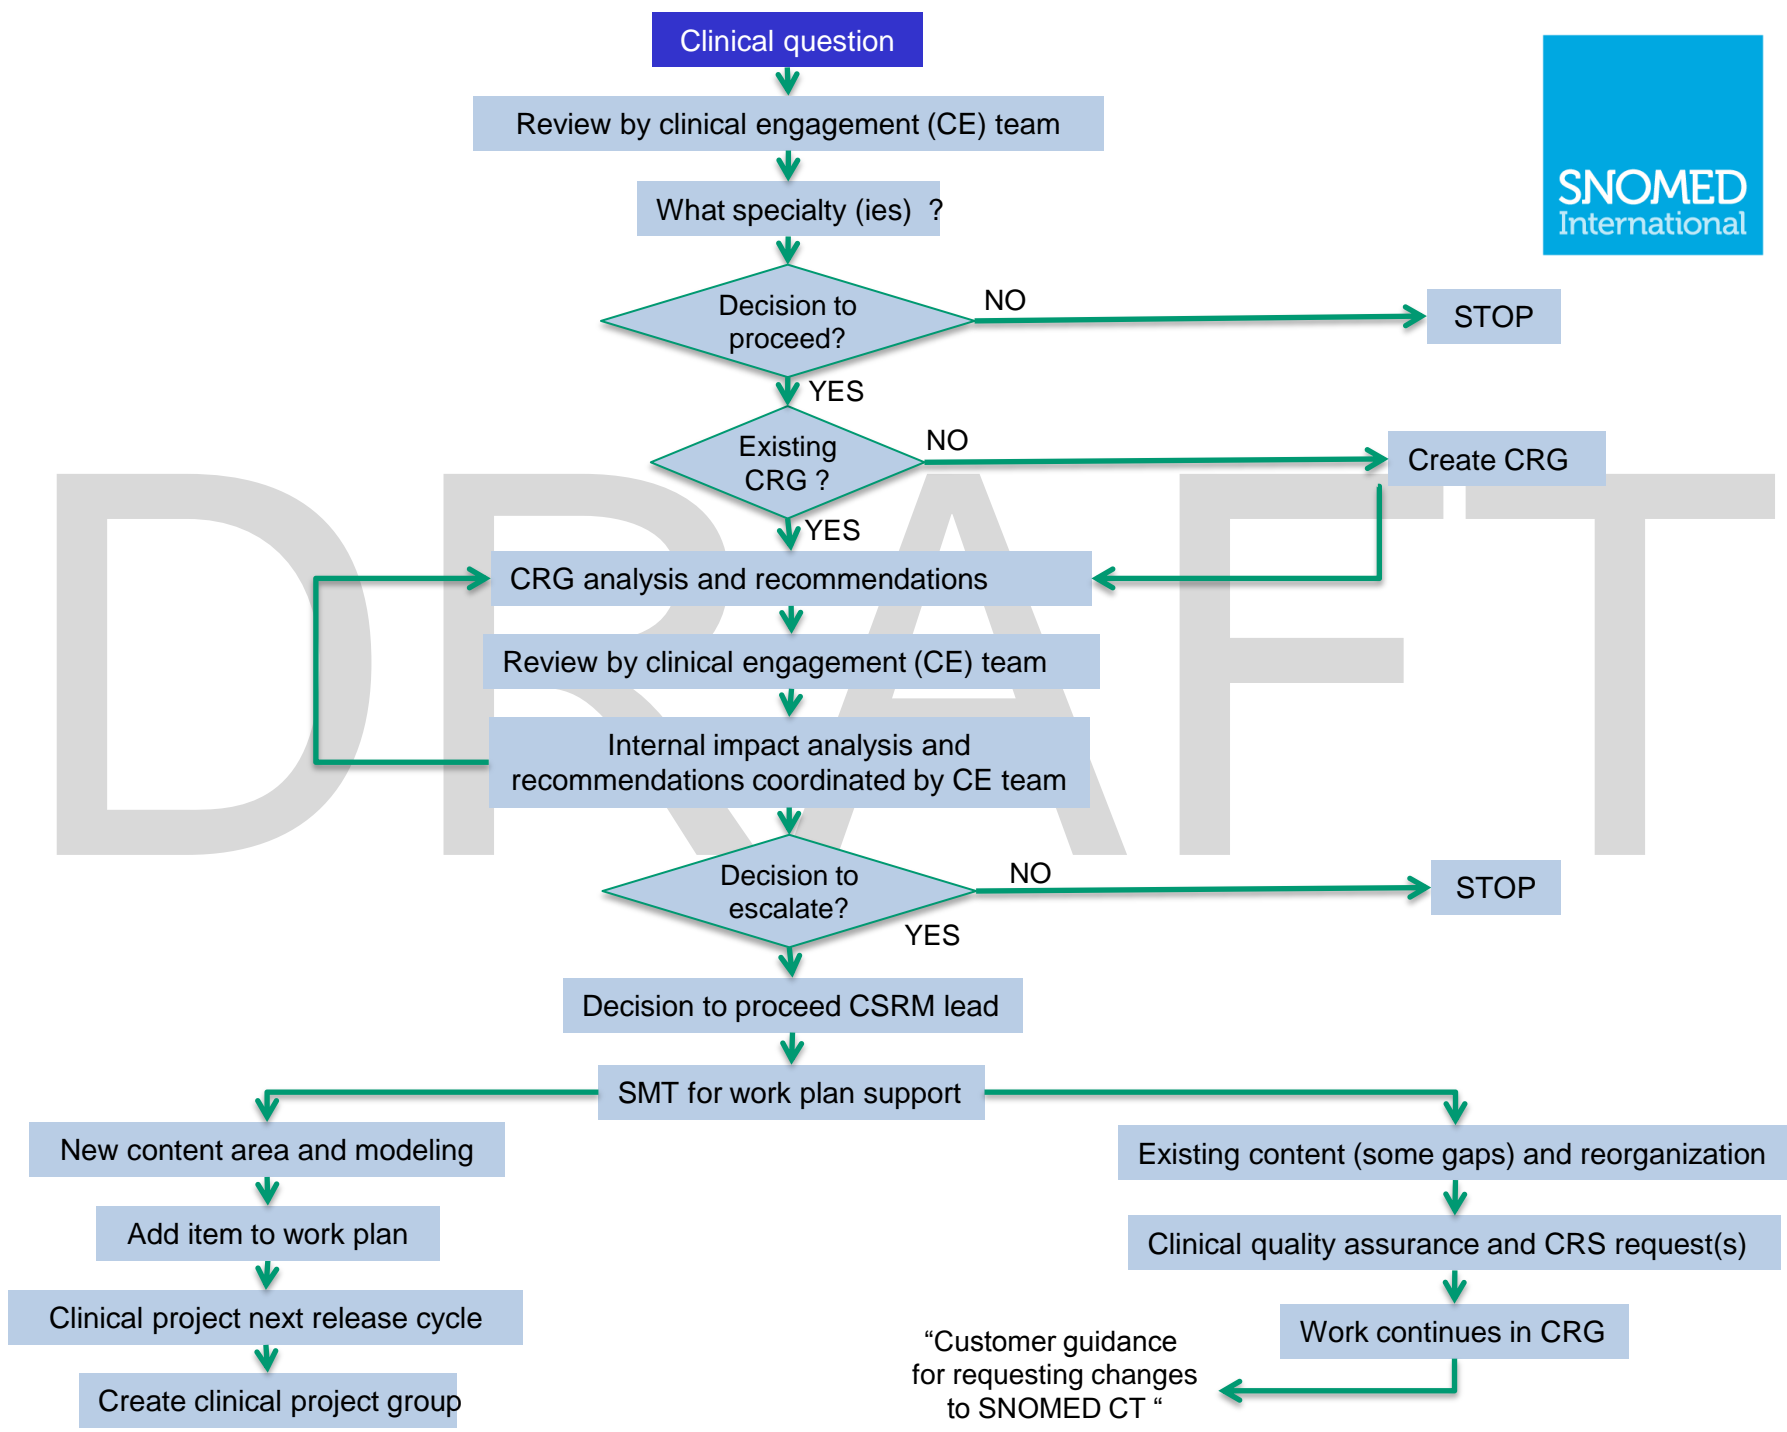 Clinical question
Review by clinical engagement (CE) team
SNOMED
International
What specialty (ies)  ?
Decision to
proceed?
NO
STOP
YES
Existing
CRG ?
NO
Create CRG
YES
DRAFT
CRG analysis and recommendations
Review by clinical engagement (CE) team
Internal impact analysis and
recommendations coordinated by CE team
Decision to
escalate?
NO
STOP
YES
Decision to proceed CSRM lead
SMT for work plan support
New content area and modeling
Add item to work plan
Clinical project next release cycle
Create clinical project group
Existing content (some gaps) and reorganization
Clinical quality assurance and CRS request(s)
Work continues in CRG
“Customer guidance
for requesting changes
to SNOMED CT “